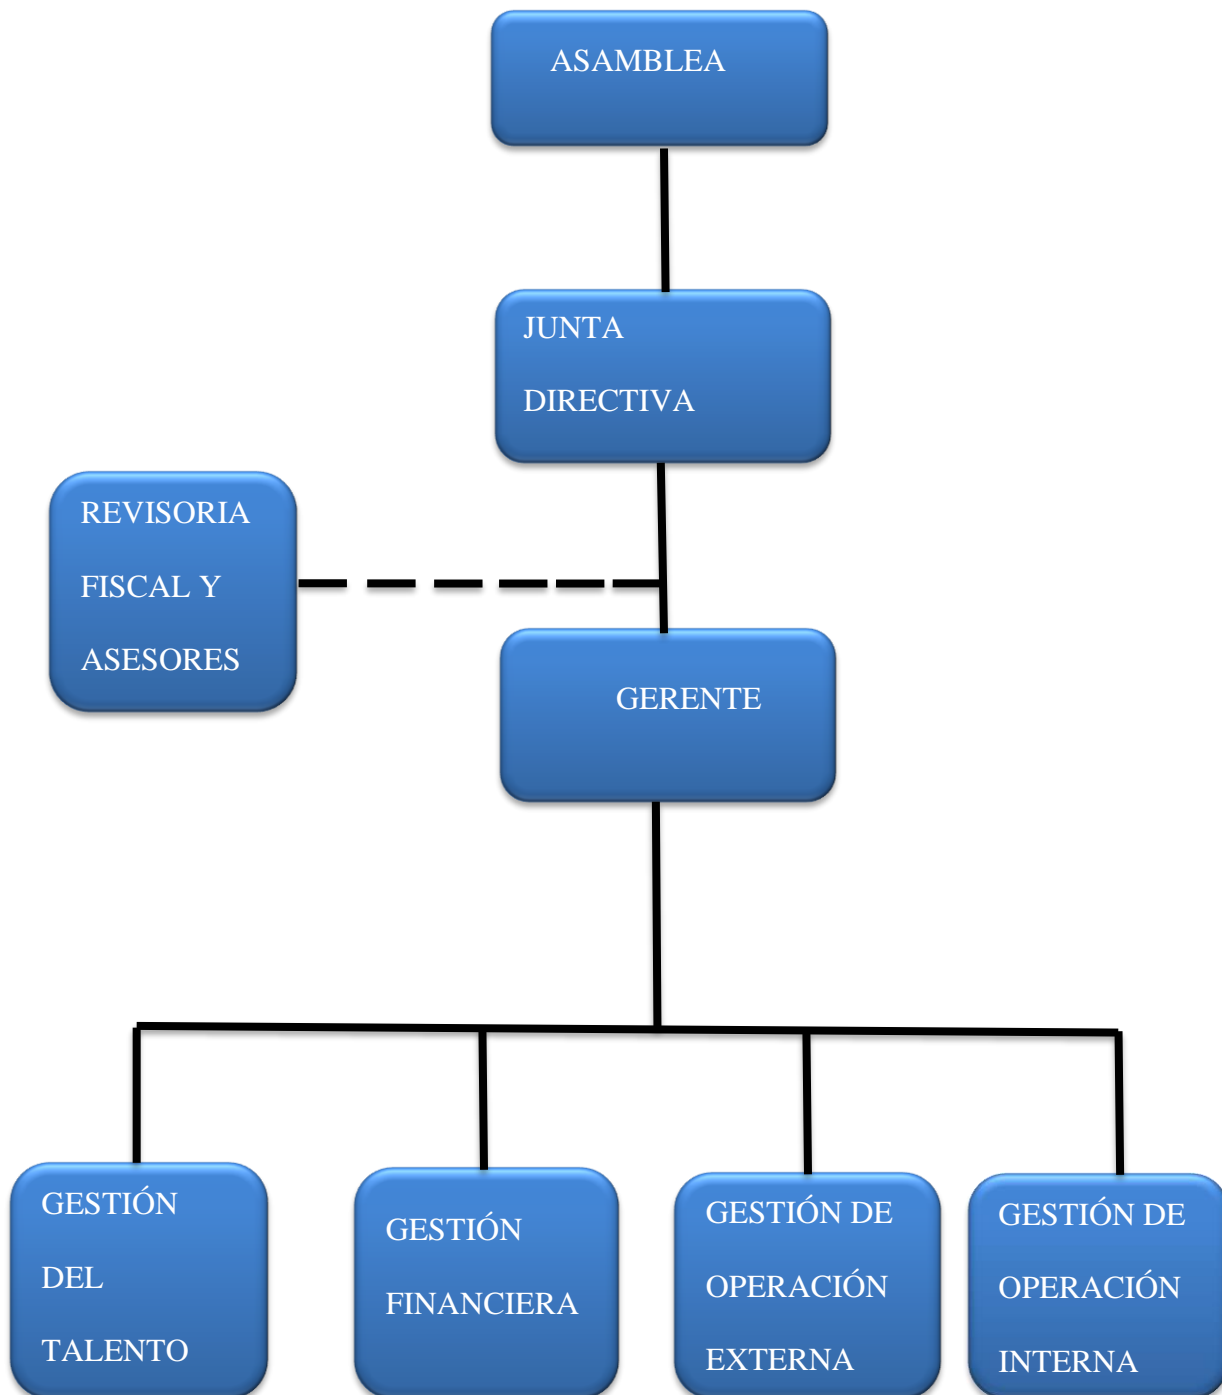 ASAMBLEA
JUNTA
DIRECTIVA
REVISORIA
FISCAL Y
ASESORES
GERENTE
GESTIÓN
DEL
TALENTO
GESTIÓN
FINANCIERA
GESTIÓN DE
OPERACIÓN
EXTERNA
GESTIÓN DE
OPERACIÓN
INTERNA